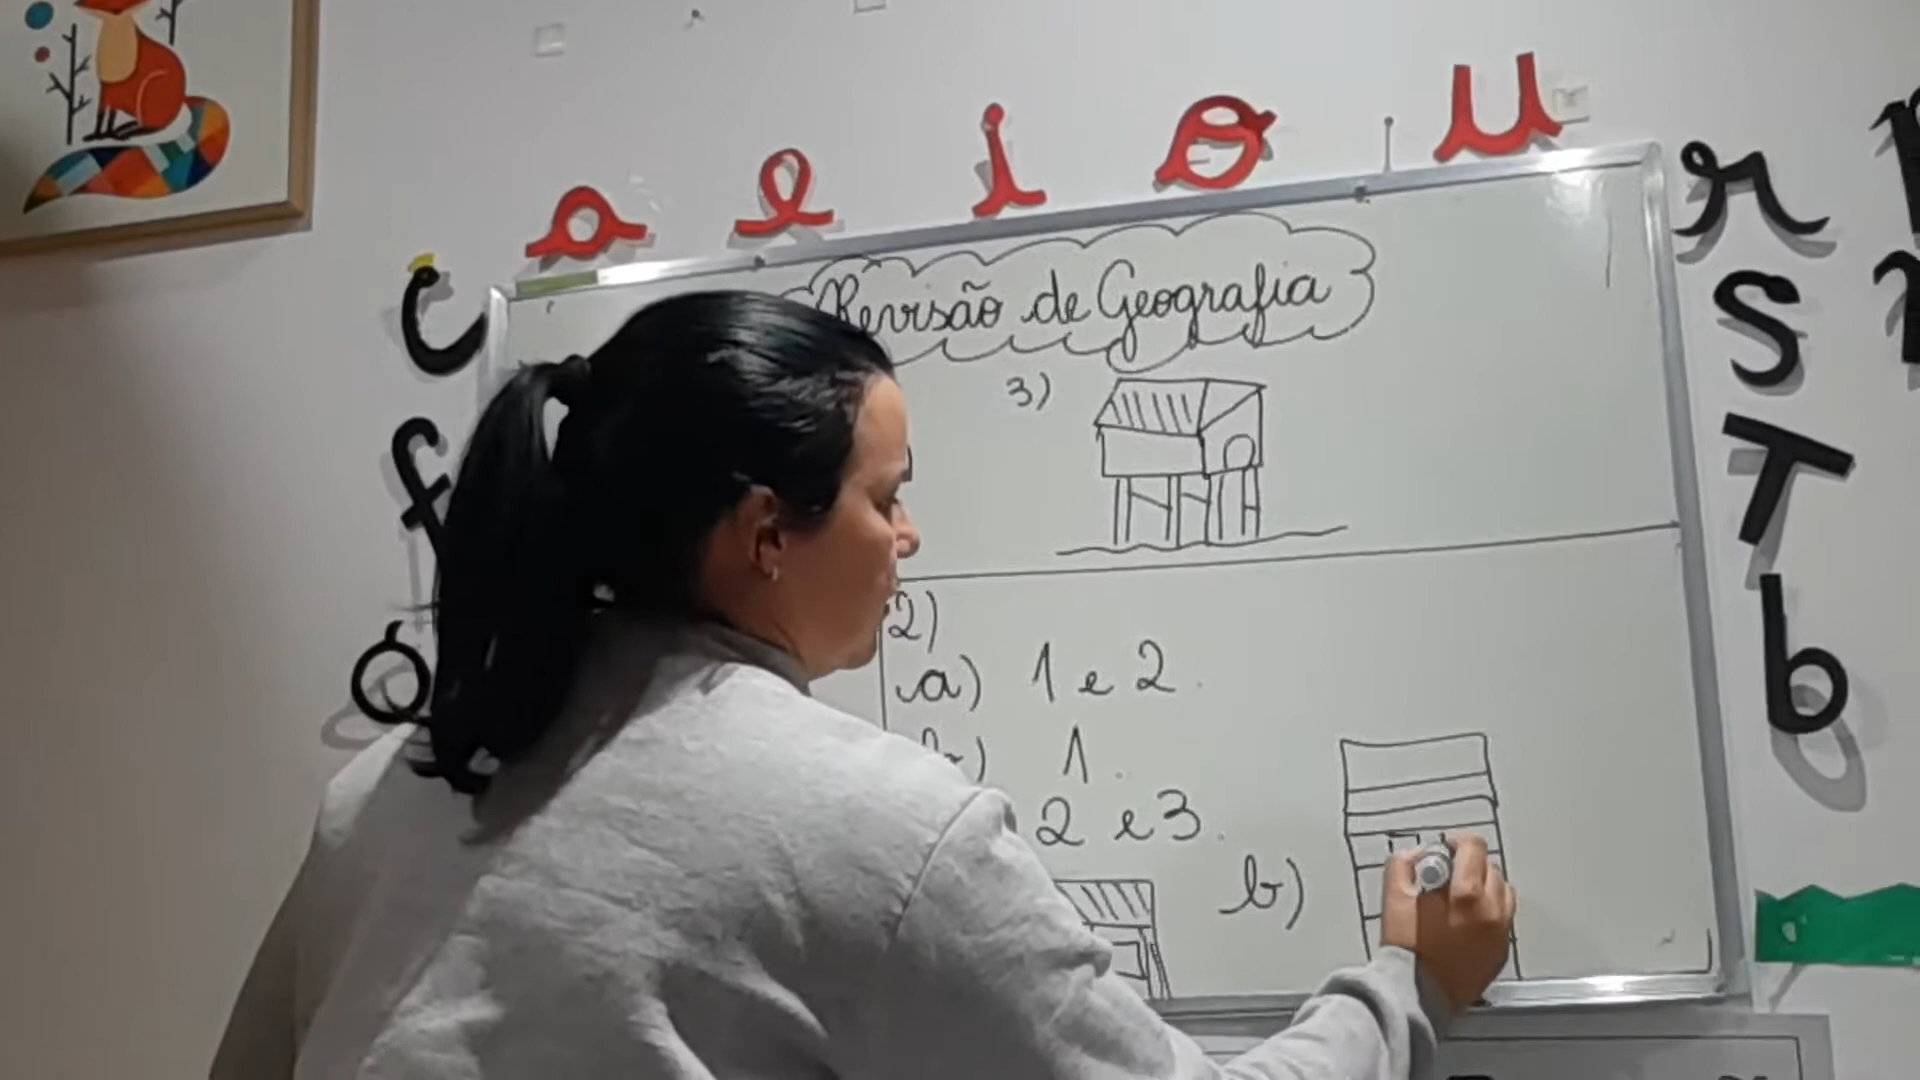 a e i o u
c
r
Revisão de Geografia
S
3)
f
T
2)
a) 1 e 2.
b
b) 1.
2 e 3.
b)